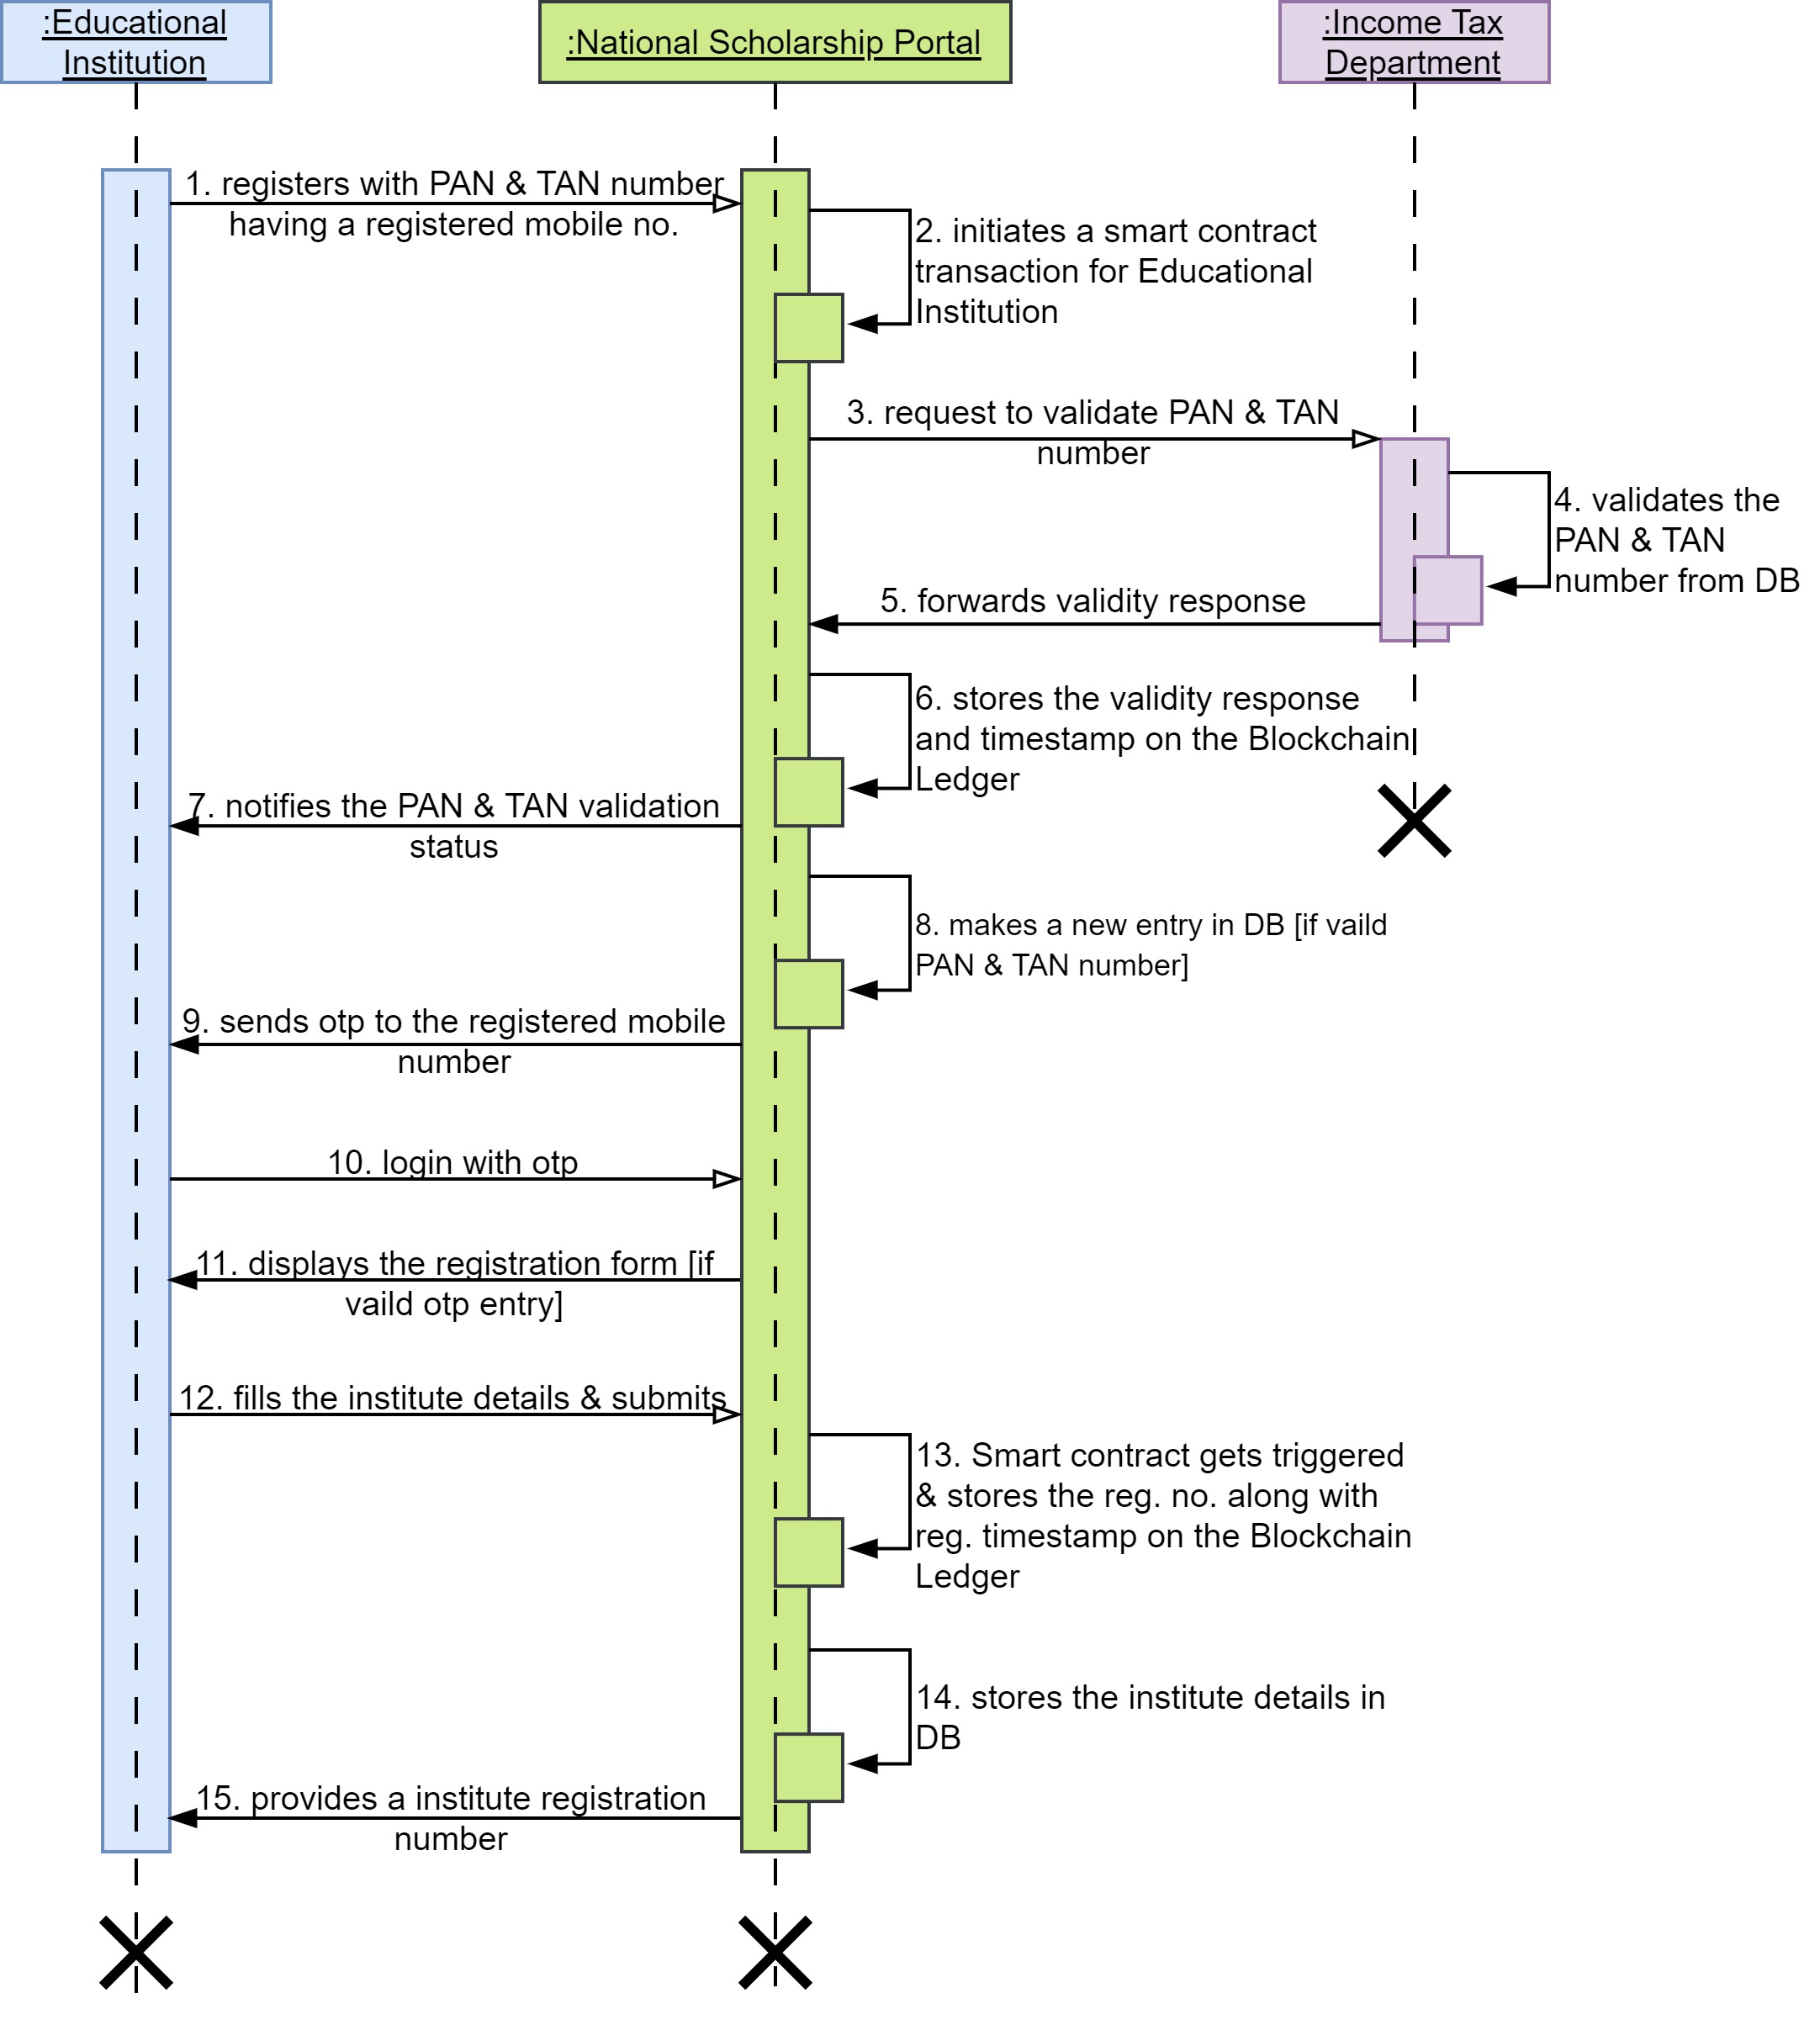 :Educational
Institution
:National Scholarship Portal
:Income Tax
Department
1. registers with PAN & TAN number
having a registered mobile no.
2. initiates a smart contract
transaction for Educational
Institution
3. request to validate PAN & TAN
number
4. validates the
PAN & TAN
number from DB
5. forwards validity response
6. stores the validity response
and timestamp on the Blockchain
Ledger
7. notifies the PAN & TAN validation
status
8. makes a new entry in DB [if vaild
PAN & TAN number]
9. sends otp to the registered mobile
number
10. login with otp
11. displays the registration form [if
vaild otp entry]
12. fills the institute details & submits
13. Smart contract gets triggered
& stores the reg. no. along with
reg. timestamp on the Blockchain
Ledger
14. stores the institute details in
DB
15. provides a institute registration
number